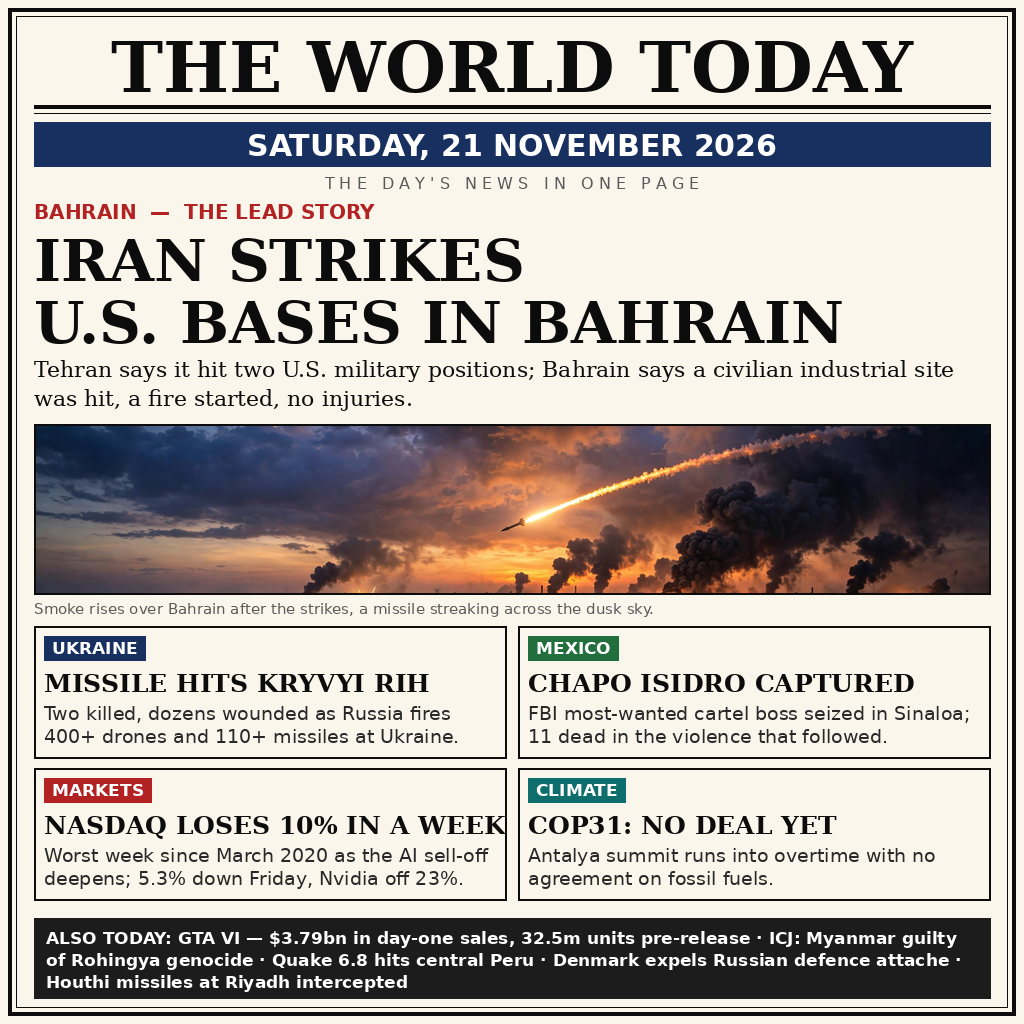 THE WORLD TODAY
SATURDAY, 21 NOVEMBER 2026
THE DAY'S NEWS IN ONE PAGE
BAHRAIN — THE LEAD STORY
IRAN STRIKES
U.S. BASES IN BAHRAIN
Tehran says it hit two U.S. military positions; Bahrain says a civilian industrial site
was hit, a fire started, no injuries.
Smoke rises over Bahrain after the strikes, a missile streaking across the dusk sky.
UKRAINE
MISSILE HITS KRYVYI RIH
Two killed, dozens wounded as Russia fires
400+ drones and 110+ missiles at Ukraine.
MEXICO
CHAPO ISIDRO CAPTURED
FBI most-wanted cartel boss seized in Sinaloa;
11 dead in the violence that followed.
MARKETS
NASDAQ LOSES 10% IN A WEEK
Worst week since March 2020 as the AI sell-off
deepens; 5.3% down Friday, Nvidia off 23%.
CLIMATE
COP31: NO DEAL YET
Antalya summit runs into overtime with no
agreement on fossil fuels.
ALSO TODAY: GTA VI — $3.79bn in day-one sales, 32.5m units pre-release · ICJ: Myanmar guilty
of Rohingya genocide · Quake 6.8 hits central Peru · Denmark expels Russian defence attache ·
Houthi missiles at Riyadh intercepted